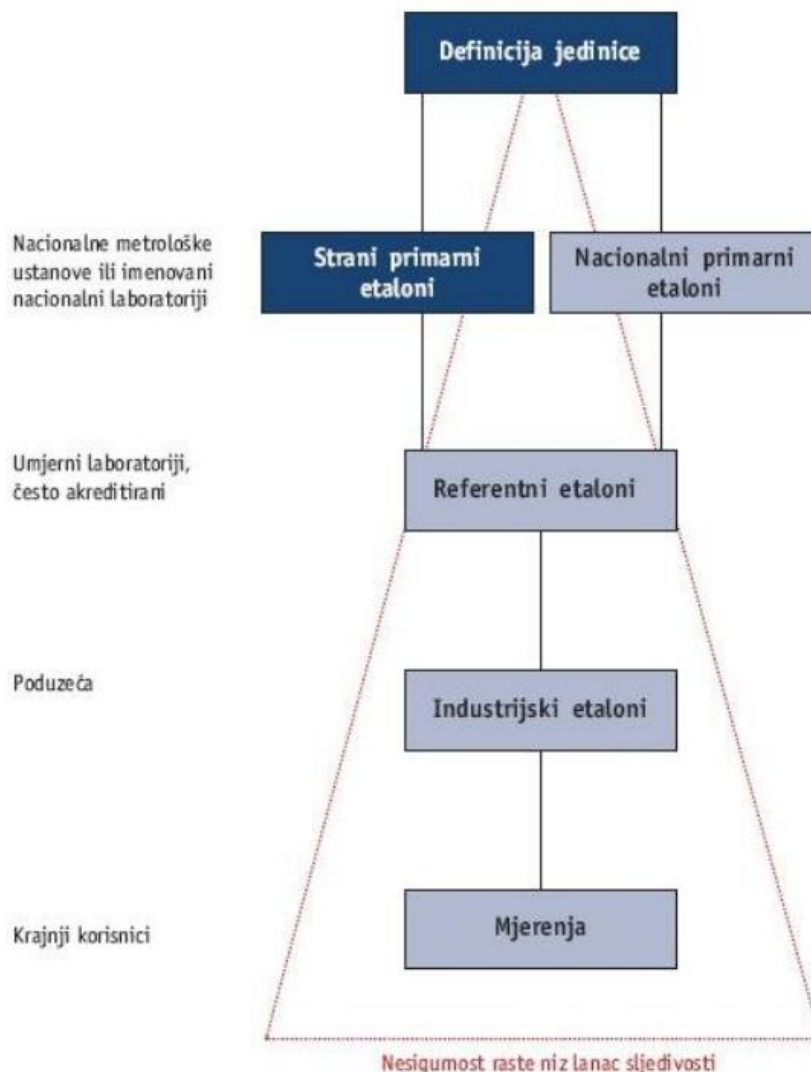 Definicija jedinice
Nacionalne metrološke
ustanove ili imenovani
nacionalni laboratoriji
Strani primarni
etaloni
Nacionalni primarni
etaloni
Umjerni laboratoriji,
često akreditirani
Referentni etaloni
Poduzeća
Industrijski etaloni
Krajnji korisnici
Mjerenja
Nesigurnost raste niz lanac sljedivosti